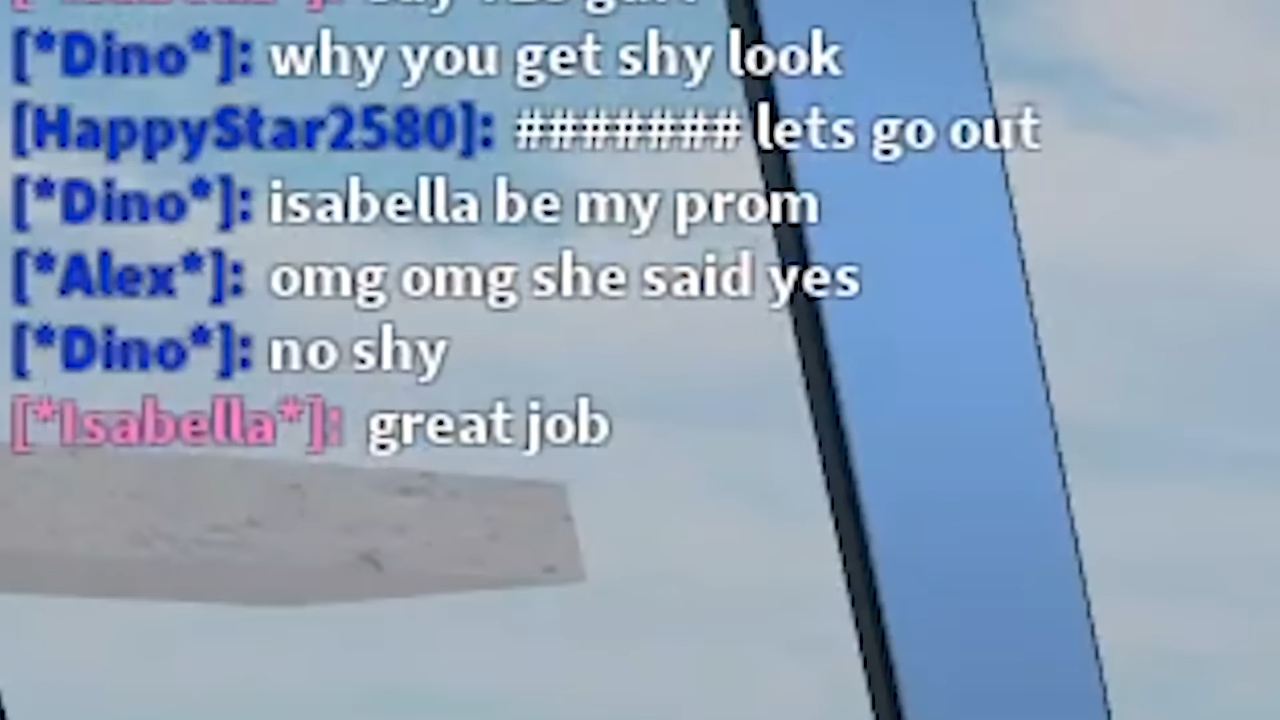 [*Dino*]: why you get shy look
[HappyStar2580]: ####### lets go out
[*Dino*]: isabella be my prom
[*Alex*]: omg omg she said yes
[*Dino*]: no shy
[*Isabella*]: great job